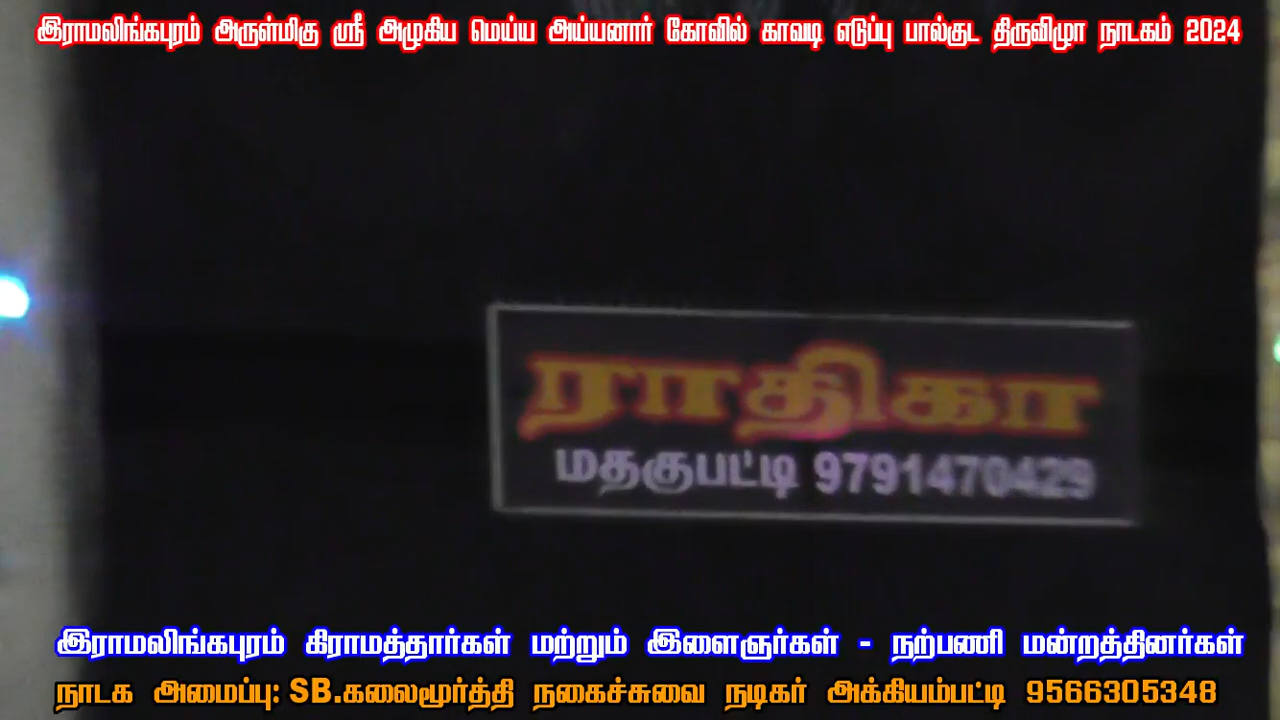 இராமலிங்கபுரம் அருள்மிகு ஸ்ரீ அழுகிய மெய்ய அய்யனார் கோவில் காவடி எடுப்பு பால்குட திருவிழா நாடகம் 2024
ராதிகா
மதகுபட்டி 9791470429
இராமலிங்கபுரம் கிராமத்தார்கள் மற்றும் இளைஞர்கள் - நற்பணி மன்றத்தினர்கள்
நாடக அமைப்பு: SB.கலைமூர்த்தி நகைச்சுவை நடிகர் அக்கியம்பட்டி 9566305348